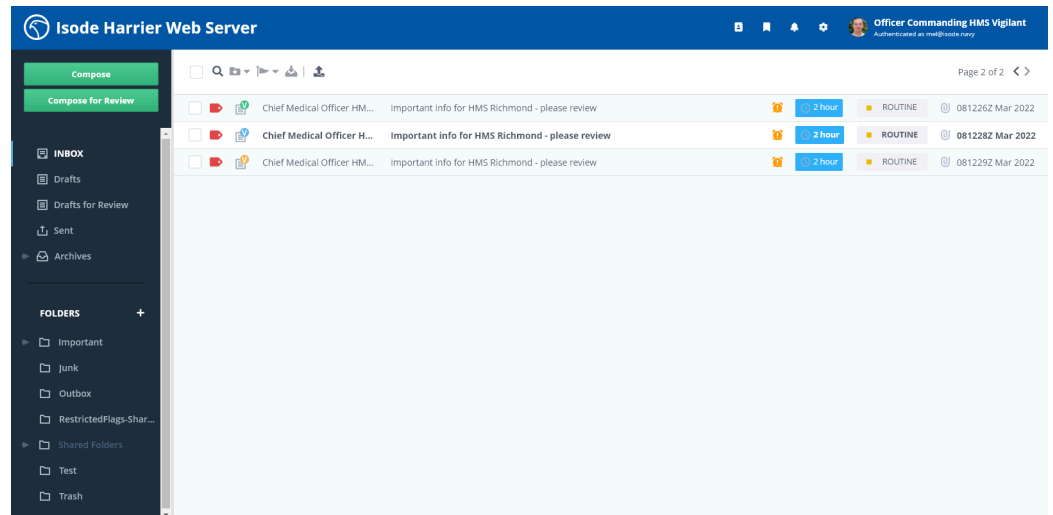 Isode Harrier Web Server
Officer Commanding HMS Vigilant
Authenticated as mel@isode.navy
Compose
Compose for Review
INBOX
Drafts
Drafts for Review
Sent
Archives
FOLDERS +
Important
Junk
Outbox
RestrictedFlags-Shar...
Shared Folders
Test
Trash
Page 2 of 2
V Chief Medical Officer HM... Important info for HMS Richmond - please review 2 hour ROUTINE 081226Z Mar 2022
V Chief Medical Officer H... Important info for HMS Richmond - please review 2 hour ROUTINE 081228Z Mar 2022
V Chief Medical Officer HM... Important info for HMS Richmond - please review 2 hour ROUTINE 081229Z Mar 2022